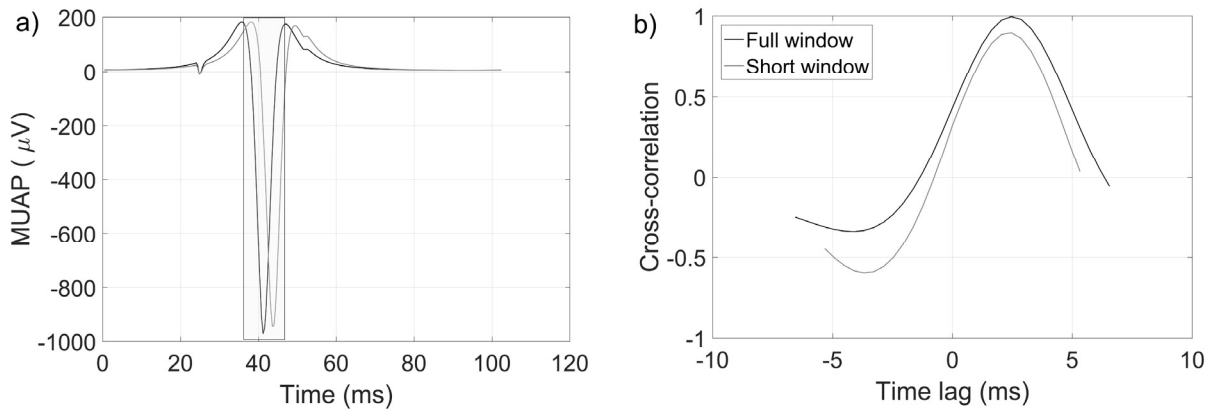 a)
200
0
-200
-400
-600
-800
-1000
MUAP ( μV)
0 20 40 60 80 100 120
Time (ms)
b)
Full window
Short window
1
0.5
0
-0.5
-1
Cross-correlation
-10 -5 0 5 10
Time lag (ms)